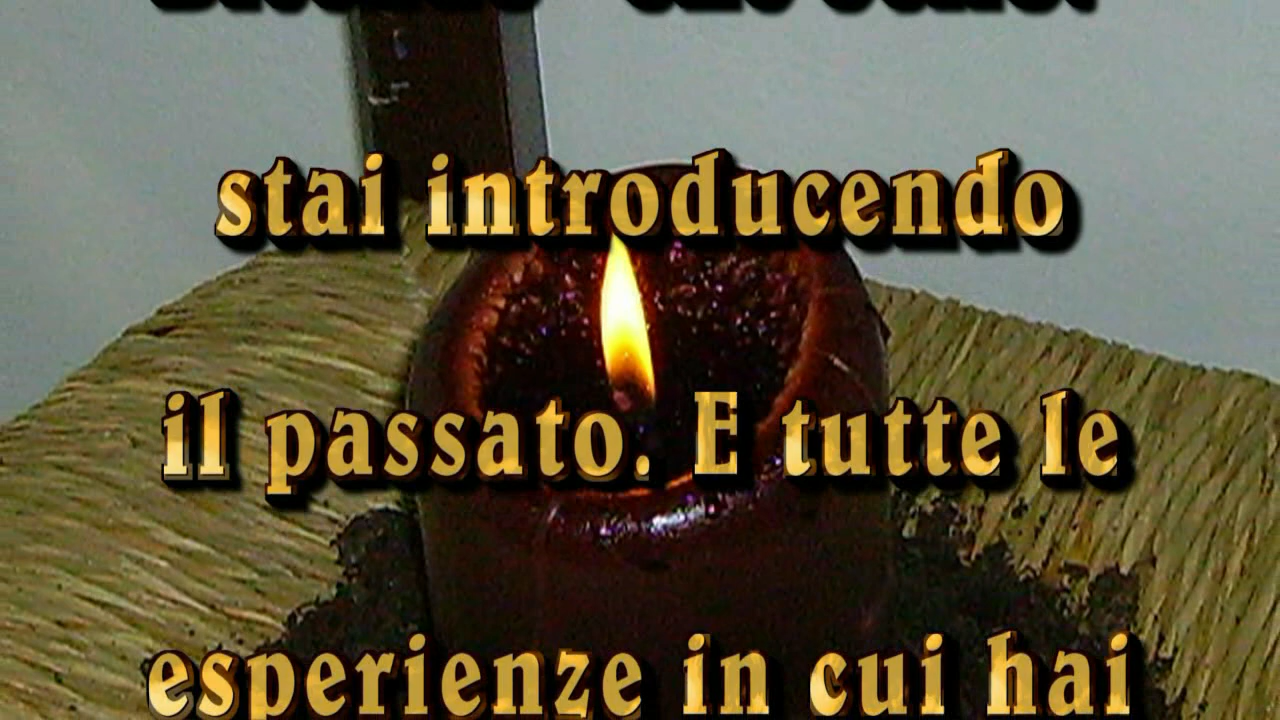 stai introducendo
il passato. E tutte le
esperienze in cui hai